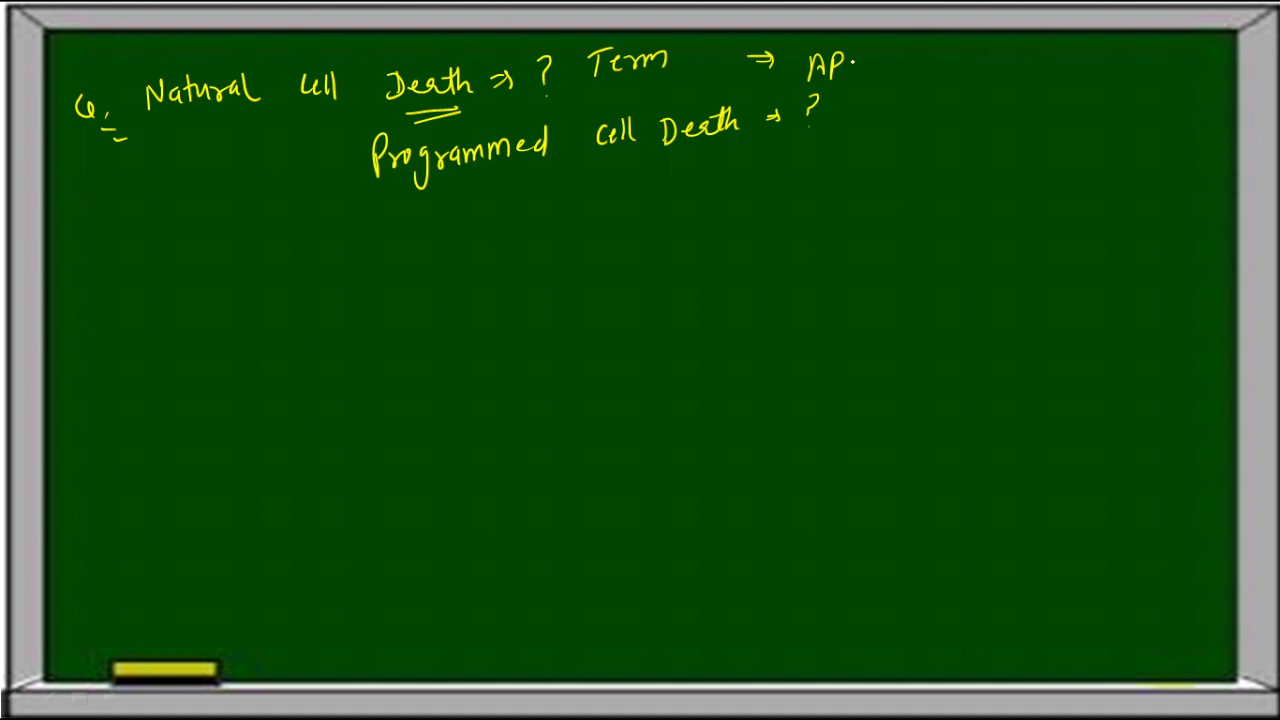 Q: Natural Cell Death ⇒ ? Term ⇒ AP.
Programmed Cell Death ⇒ ?